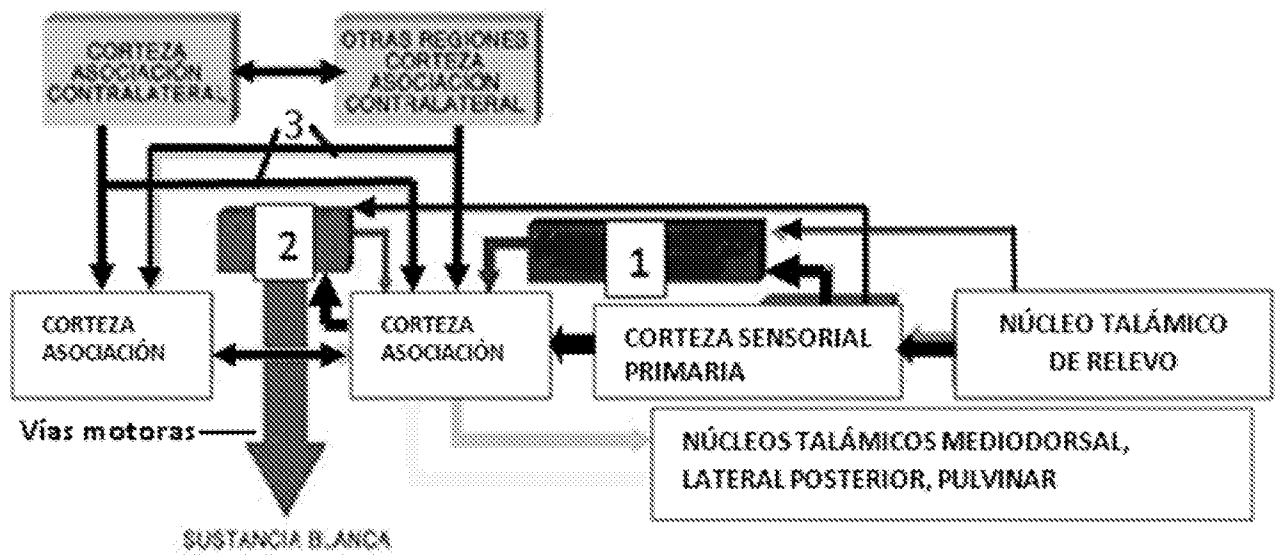 CORTEZA
ASOCIACIÓN
CONTRALATERAL
OTRAS REGIONES
CORTEZA
ASOCIACIÓN
CONTRALATERAL
3
2
1
CORTEZA
ASOCIACIÓN
CORTEZA
ASOCIACIÓN
CORTEZA SENSORIAL
PRIMARIA
NÚCLEO TALÁMICO
DE RELEVO
Vías motoras
NÚCLEOS TALÁMICOS MEDIODORSAL,
LATERAL POSTERIOR, PULVINAR
SUSTANCIA BLANCA